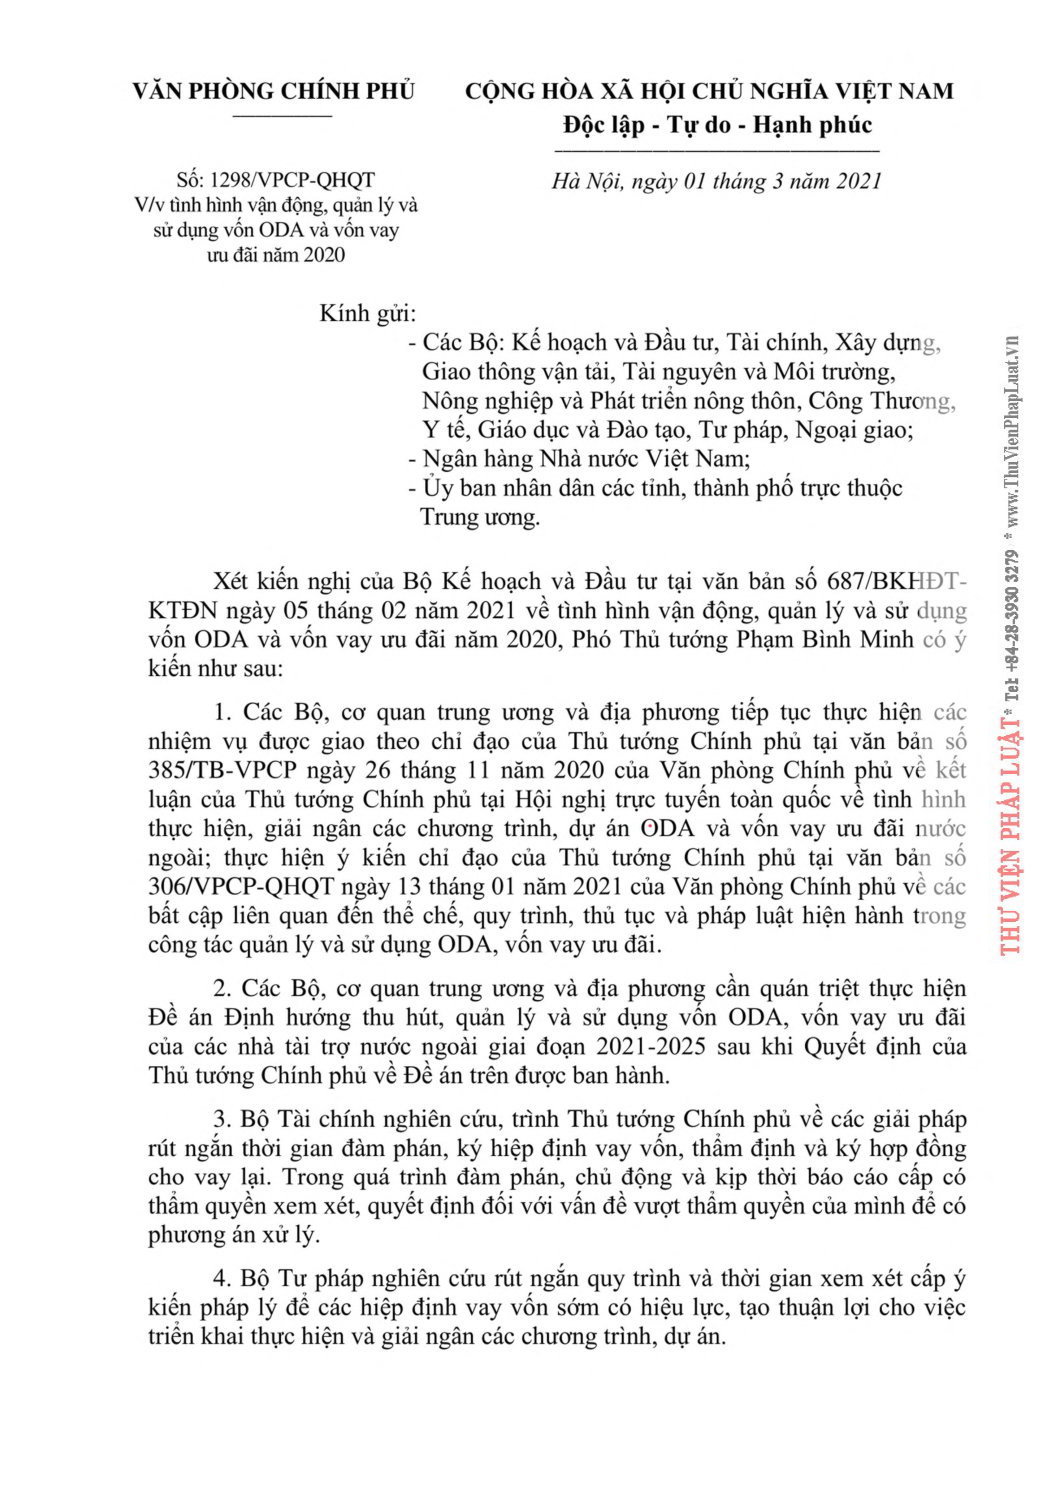 VĂN PHÒNG CHÍNH PHỦ
CỘNG HÒA XÃ HỘI CHỦ NGHĨA VIỆT NAM
Độc lập - Tự do - Hạnh phúc
Số: 1298/VPCP-QHQT
V/v tình hình vận động, quản lý và
sử dụng vốn ODA và vốn vay
ưu đãi năm 2020
Hà Nội, ngày 01 tháng 3 năm 2021
Kính gửi:
- Các Bộ: Kế hoạch và Đầu tư, Tài chính, Xây dựng,
Giao thông vận tải, Tài nguyên và Môi trường,
Nông nghiệp và Phát triển nông thôn, Công Thương,
Y tế, Giáo dục và Đào tạo, Tư pháp, Ngoại giao;
- Ngân hàng Nhà nước Việt Nam;
- Ủy ban nhân dân các tỉnh, thành phố trực thuộc
Trung ương.
Xét kiến nghị của Bộ Kế hoạch và Đầu tư tại văn bản số 687/BKHĐT-
KTĐN ngày 05 tháng 02 năm 2021 về tình hình vận động, quản lý và sử dụng
vốn ODA và vốn vay ưu đãi năm 2020, Phó Thủ tướng Phạm Bình Minh có ý
kiến như sau:
1. Các Bộ, cơ quan trung ương và địa phương tiếp tục thực hiện các
nhiệm vụ được giao theo chỉ đạo của Thủ tướng Chính phủ tại văn bản số
385/TB-VPCP ngày 26 tháng 11 năm 2020 của Văn phòng Chính phủ về kết
luận của Thủ tướng Chính phủ tại Hội nghị trực tuyến toàn quốc về tình hình
thực hiện, giải ngân các chương trình, dự án ODA và vốn vay ưu đãi nước
ngoài; thực hiện ý kiến chỉ đạo của Thủ tướng Chính phủ tại văn bản số
306/VPCP-QHQT ngày 13 tháng 01 năm 2021 của Văn phòng Chính phủ về các
bất cập liên quan đến thể chế, quy trình, thủ tục và pháp luật hiện hành trong
công tác quản lý và sử dụng ODA, vốn vay ưu đãi.
2. Các Bộ, cơ quan trung ương và địa phương cần quán triệt thực hiện
Đề án Định hướng thu hút, quản lý và sử dụng vốn ODA, vốn vay ưu đãi
của các nhà tài trợ nước ngoài giai đoạn 2021-2025 sau khi Quyết định của
Thủ tướng Chính phủ về Đề án trên được ban hành.
3. Bộ Tài chính nghiên cứu, trình Thủ tướng Chính phủ về các giải pháp
rút ngắn thời gian đàm phán, ký hiệp định vay vốn, thẩm định và ký hợp đồng
cho vay lại. Trong quá trình đàm phán, chủ động và kịp thời báo cáo cấp có
thẩm quyền xem xét, quyết định đối với vấn đề vượt thẩm quyền của mình để có
phương án xử lý.
4. Bộ Tư pháp nghiên cứu rút ngắn quy trình và thời gian xem xét cấp ý
kiến pháp lý để các hiệp định vay vốn sớm có hiệu lực, tạo thuận lợi cho việc
triển khai thực hiện và giải ngân các chương trình, dự án.
THƯ VIỆN PHÁP LUẬT * Tel: +84-28-3930 3279 * www.ThuVienPhapLuat.vn